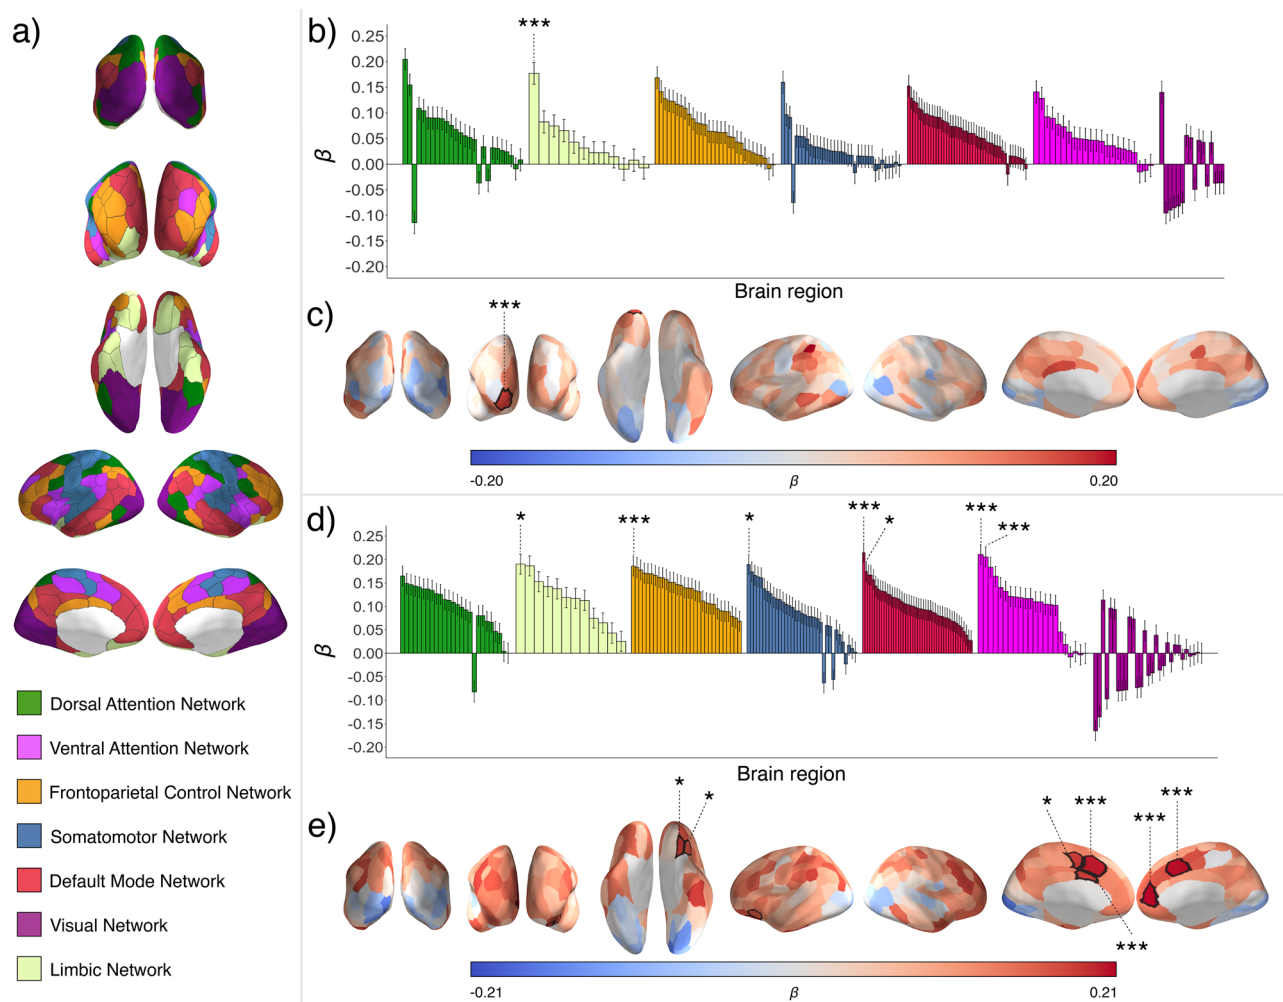 a)
Dorsal Attention Network
Ventral Attention Network
Frontoparietal Control Network
Somatomotor Network
Default Mode Network
Visual Network
Limbic Network
b)
***
0.25
0.20
0.15
0.10
0.05
0.00
-0.05
-0.10
-0.15
-0.20
β
Brain region
c)
***
-0.20
β
0.20
d)
*
***
*
***
*
***
***
0.25
0.20
0.15
0.10
0.05
0.00
-0.05
-0.10
-0.15
-0.20
β
Brain region
e)
*
*
*
***
***
***
***
-0.21
β
0.21